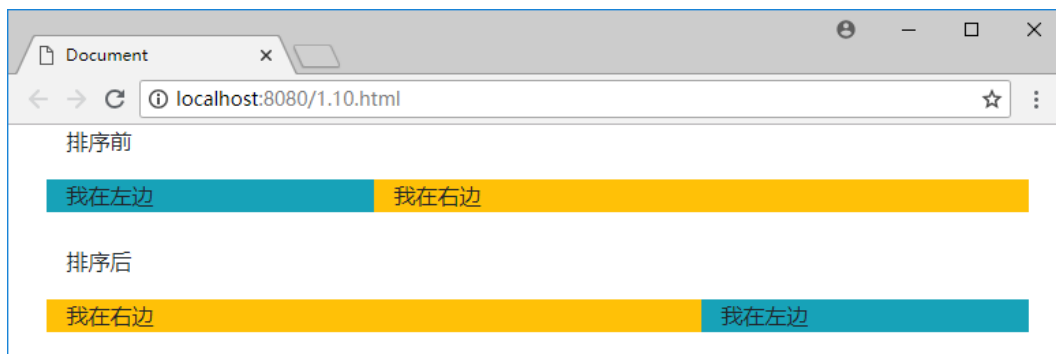 Document
localhost:8080/1.10.html
排序前
我在左边 我在右边
排序后
我在右边 我在左边